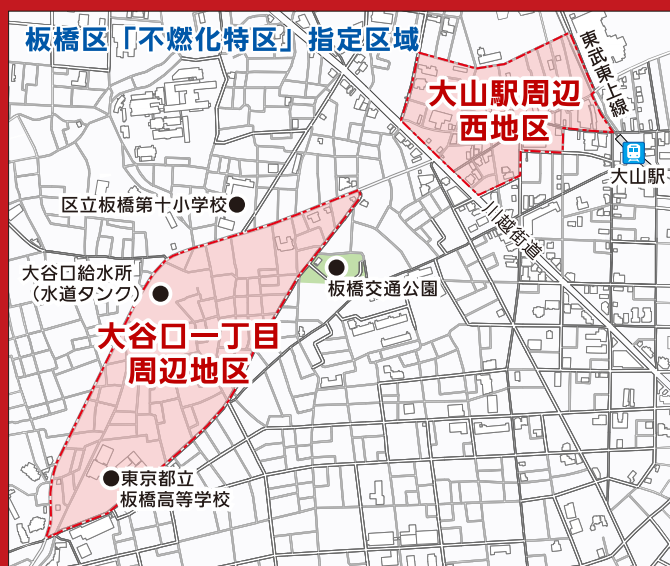 板橋区「不燃化特区」指定区域
東武東上線
大山駅周辺
西地区
大山駅
区立板橋第十小学校
川越街道
大谷口給水所
（水道タンク）
板橋交通公園
大谷口一丁目
周辺地区
東京都立
板橋高等学校